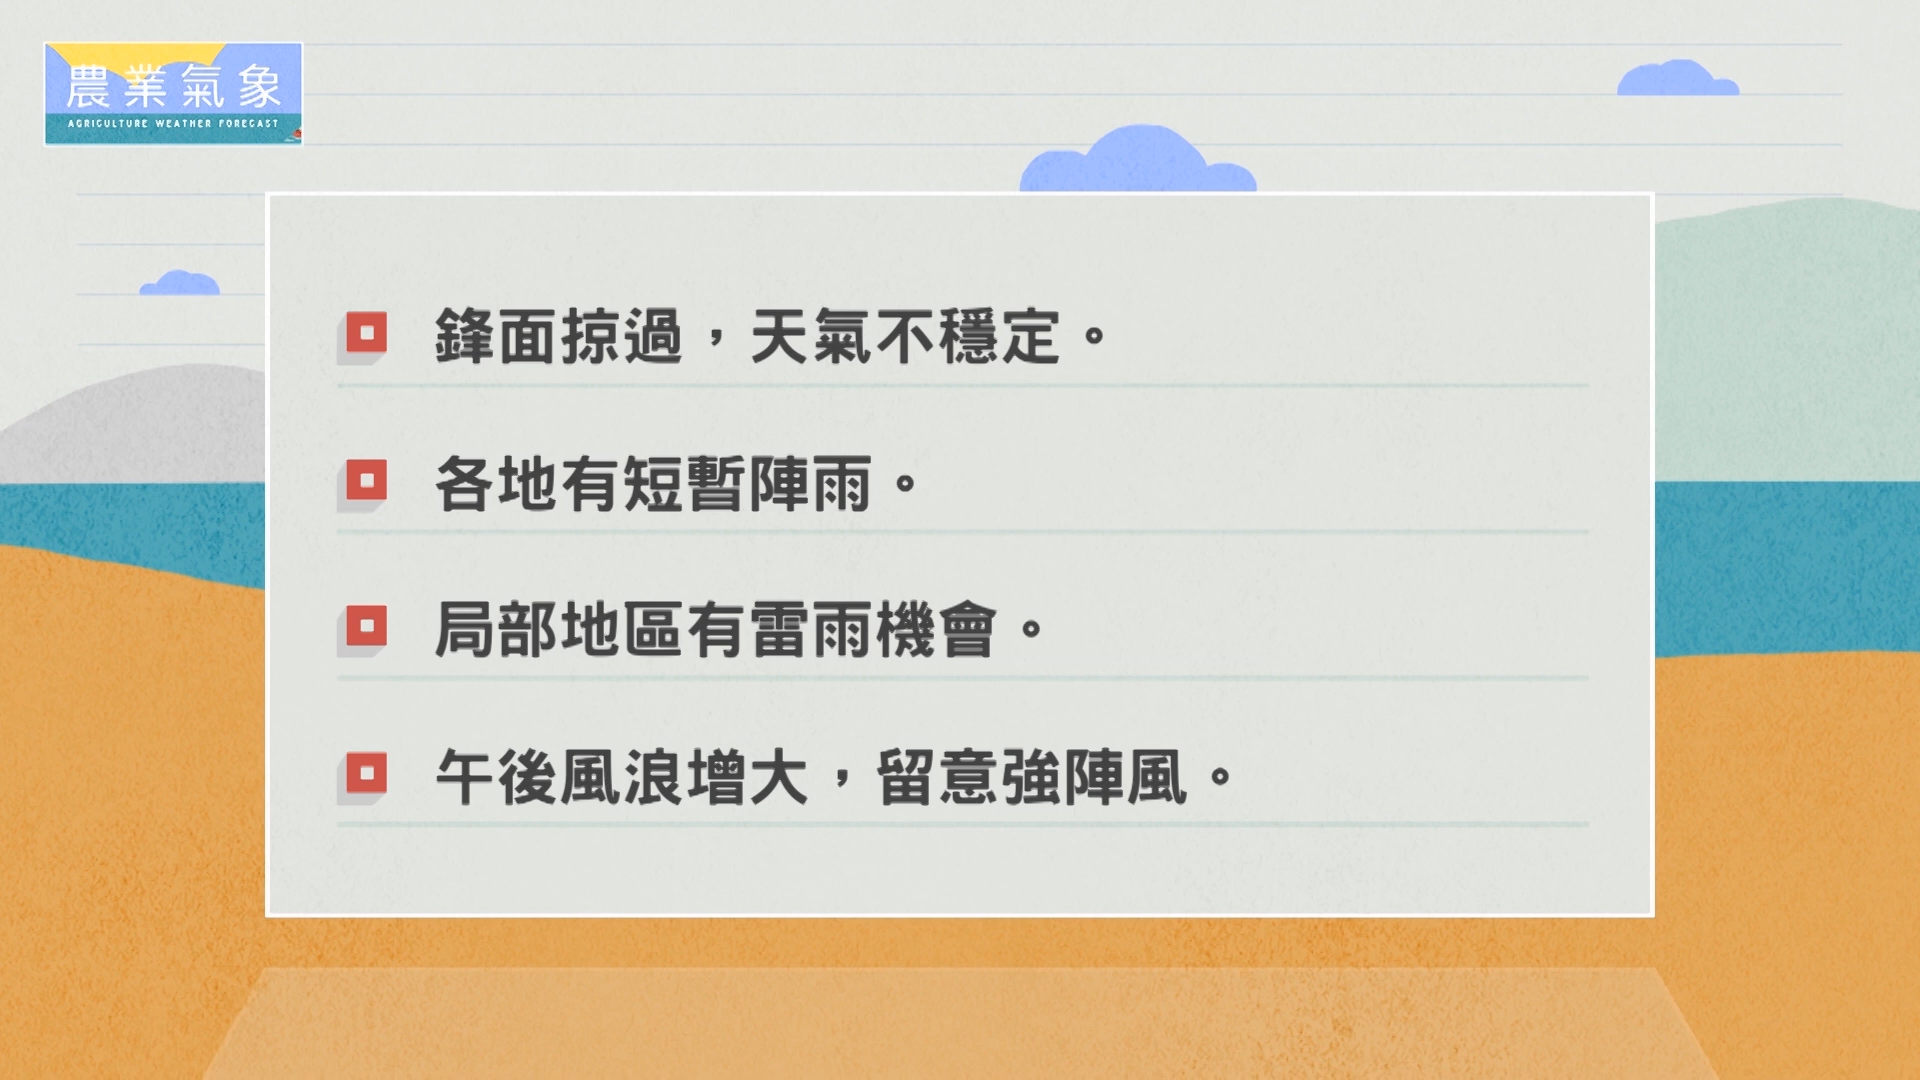 農業氣象
AGRICULTURE WEATHER FORECAST
鋒面掠過，天氣不穩定。
各地有短暫陣雨。
局部地區有雷雨機會。
午後風浪增大，留意強陣風。